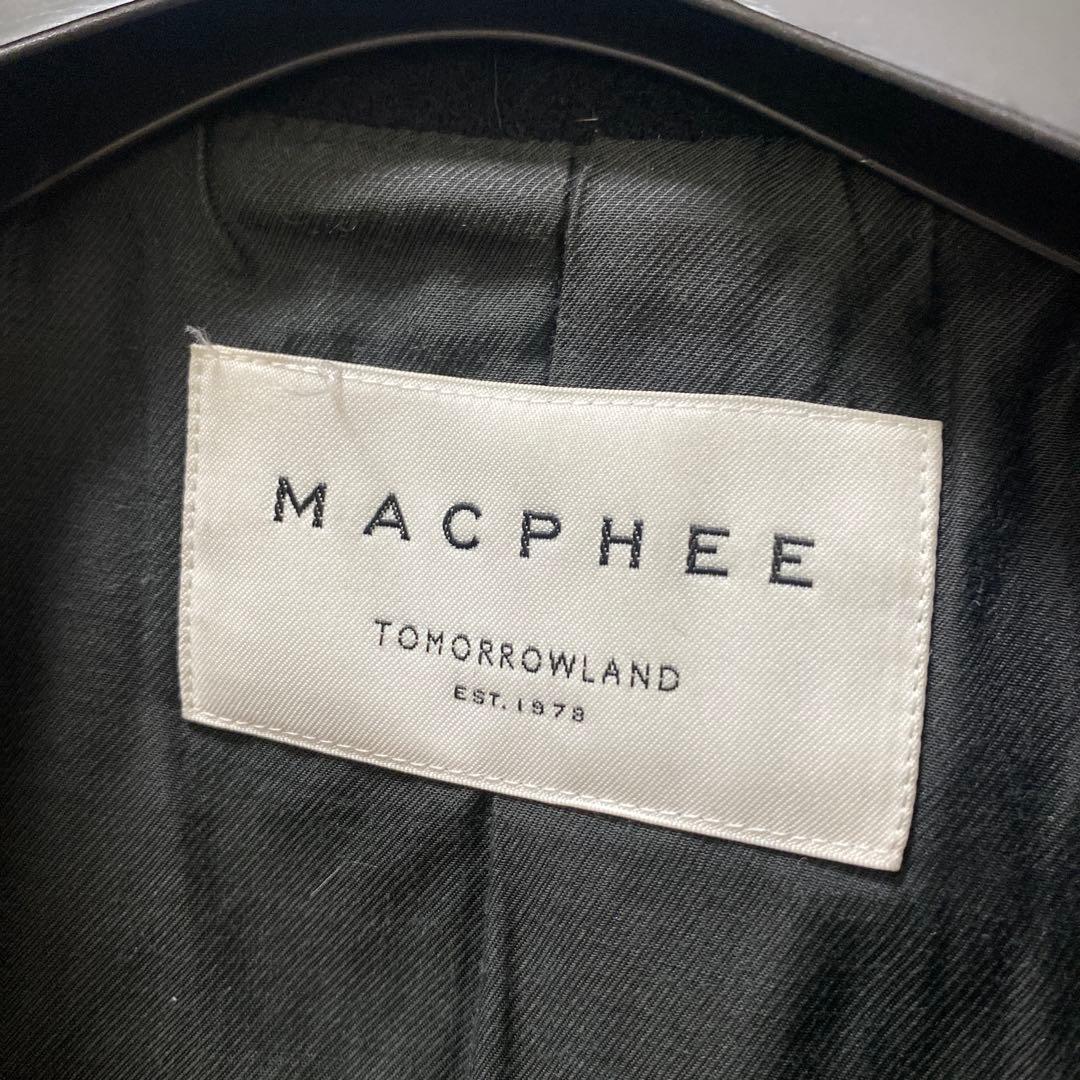 MACPHEE
TOMORROWLAND
EST. 1978